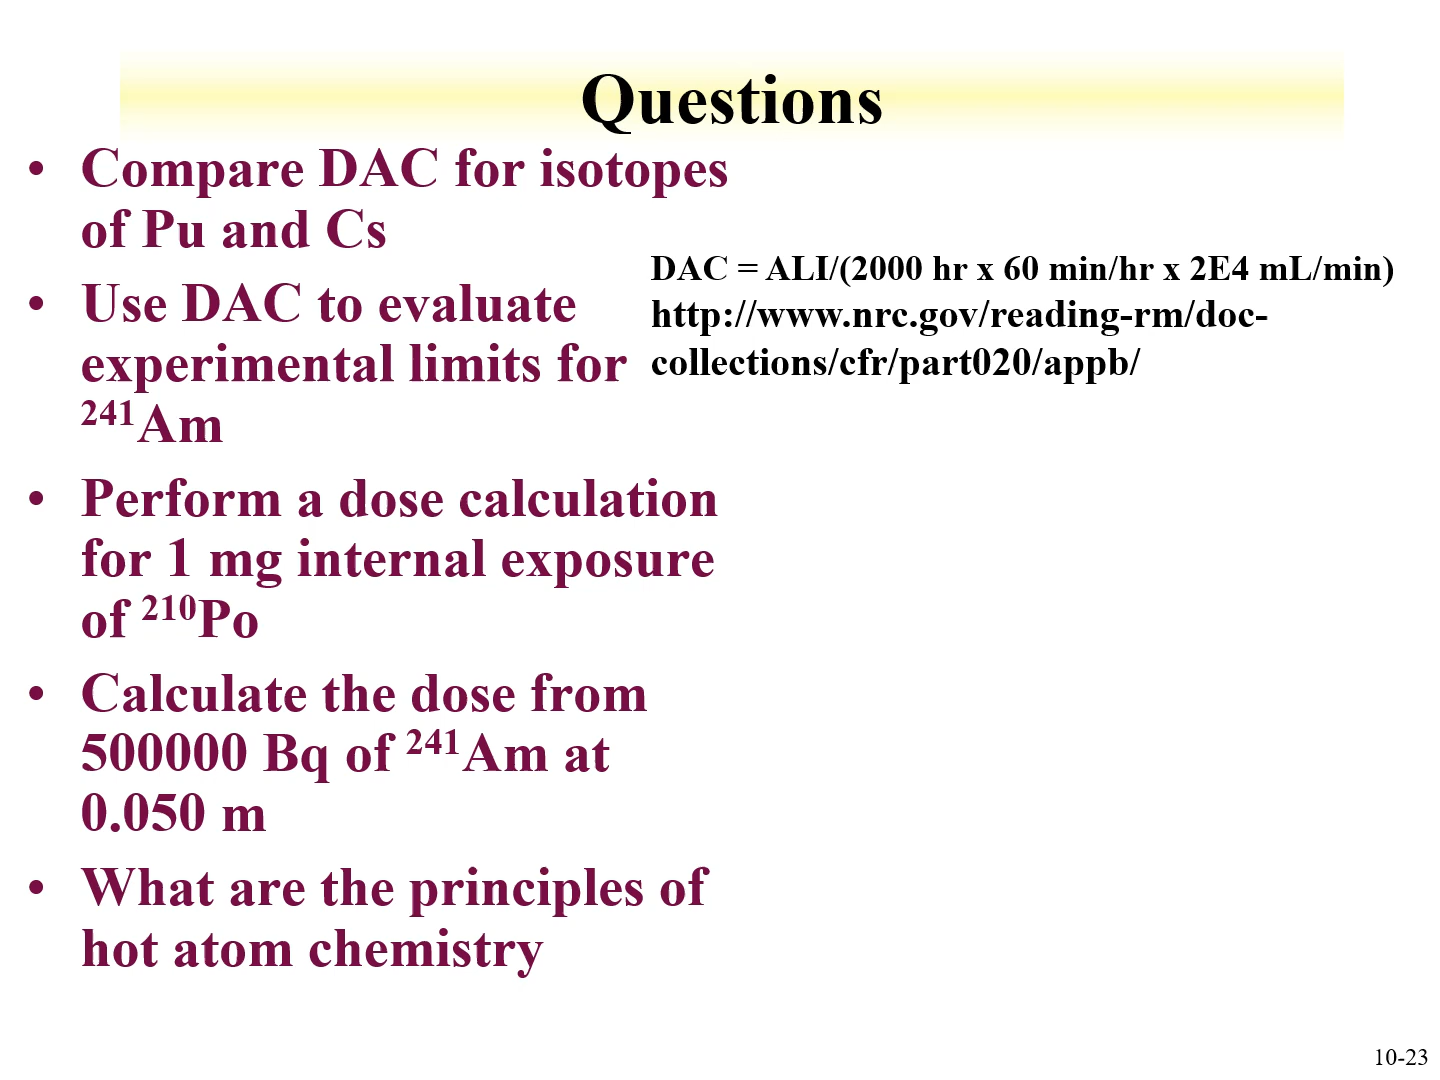 Questions
• Compare DAC for isotopes
of Pu and Cs
• Use DAC to evaluate
experimental limits for
²⁴¹Am
• Perform a dose calculation
for 1 mg internal exposure
of ²¹⁰Po
• Calculate the dose from
500000 Bq of ²⁴¹Am at
0.050 m
• What are the principles of
hot atom chemistry
DAC = ALI/(2000 hr x 60 min/hr x 2E4 mL/min)
http://www.nrc.gov/reading-rm/doc-
collections/cfr/part020/appb/
10-23